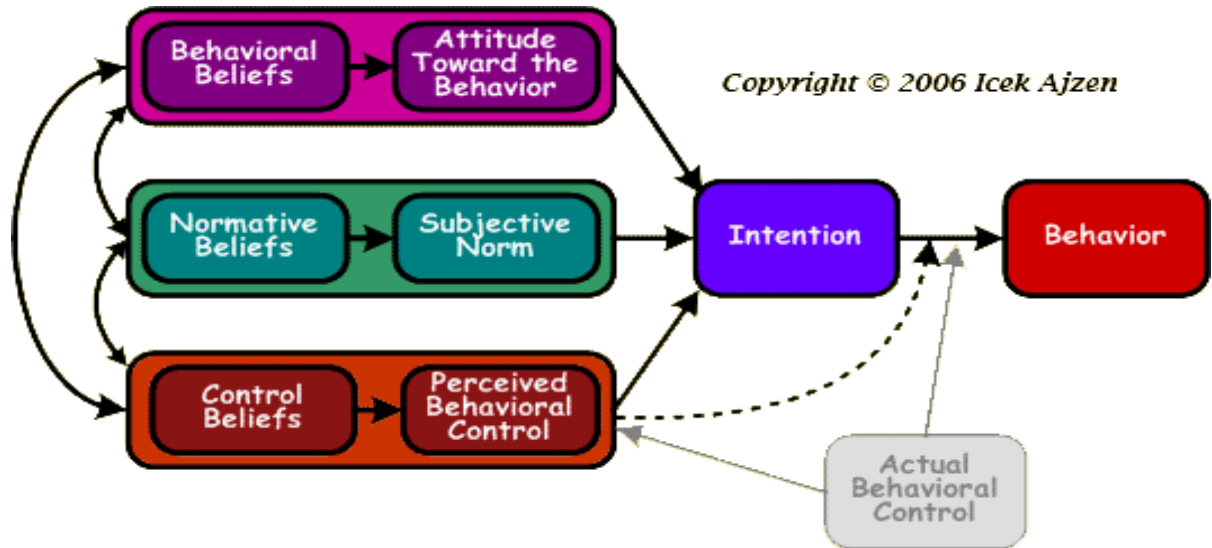 Behavioral
Beliefs
Attitude
Toward the
Behavior
Copyright © 2006 Icek Ajzen
Normative
Beliefs
Subjective
Norm
Intention
Behavior
Control
Beliefs
Perceived
Behavioral
Control
Actual
Behavioral
Control